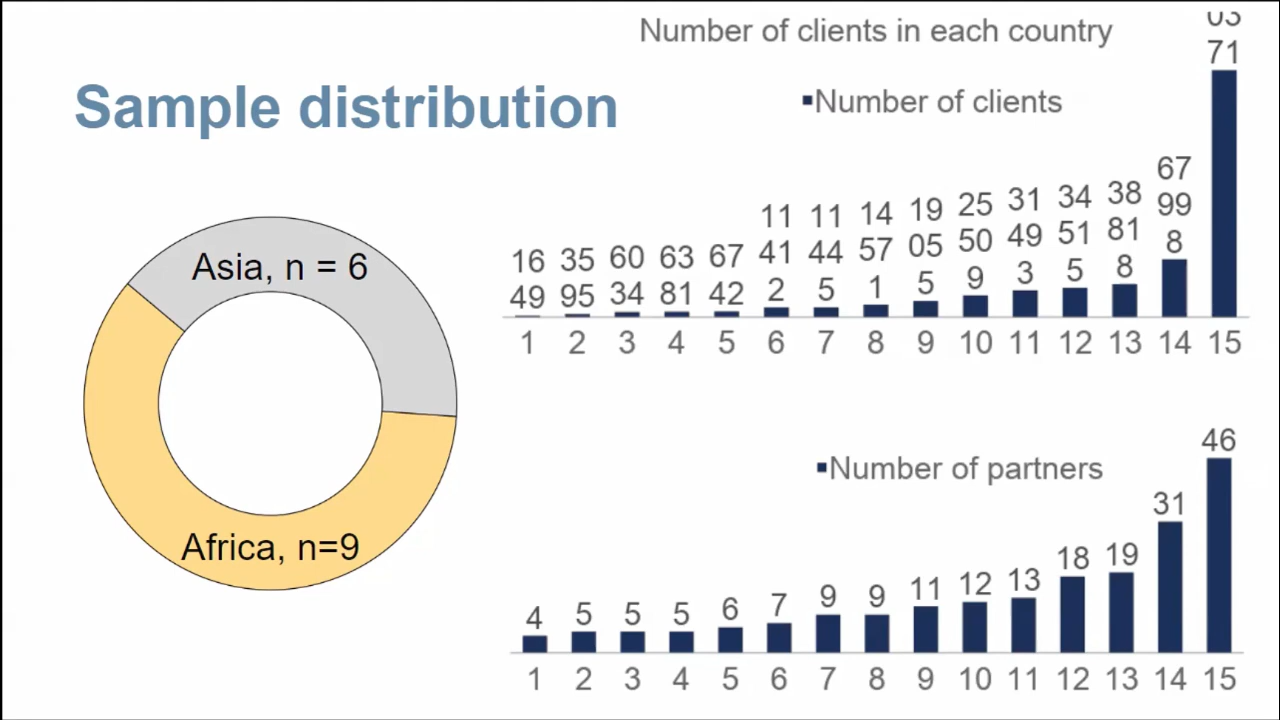 Sample distribution
Asia, n = 6
Africa, n=9
Number of clients in each country
▪Number of clients
16 35 60 63 67 11 11 14 19 25 31 34 38 67 71
49 95 34 81 42 41 44 57 05 50 49 51 81 99
2 5 1 5 9 3 5 8 8
1 2 3 4 5 6 7 8 9 10 11 12 13 14 15
▪Number of partners
4 5 5 5 6 7 9 9 11 12 13 18 19 31 46
1 2 3 4 5 6 7 8 9 10 11 12 13 14 15